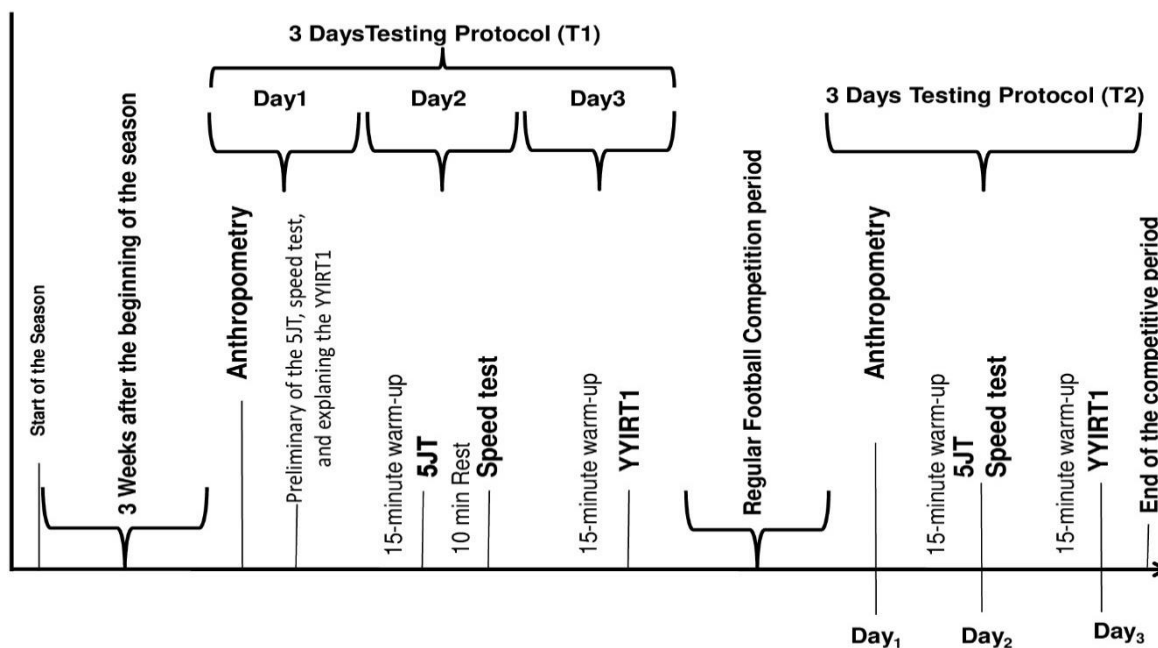 3 DaysTesting Protocol (T1)
Day1
Day2
Day3
3 Days Testing Protocol (T2)
Start of the Season
3 Weeks after the beginning of the season
Anthropometry
Preliminary of the 5JT, speed test,
and explaning the YYIRT1
15-minute warm-up
5JT
10 min Rest
Speed test
15-minute warm-up
YYIRT1
Regular Football Competition period
Anthropometry
15-minute warm-up
5JT
Speed test
15-minute warm-up
YYIRT1
End of the competitive period
Day1
Day2
Day3